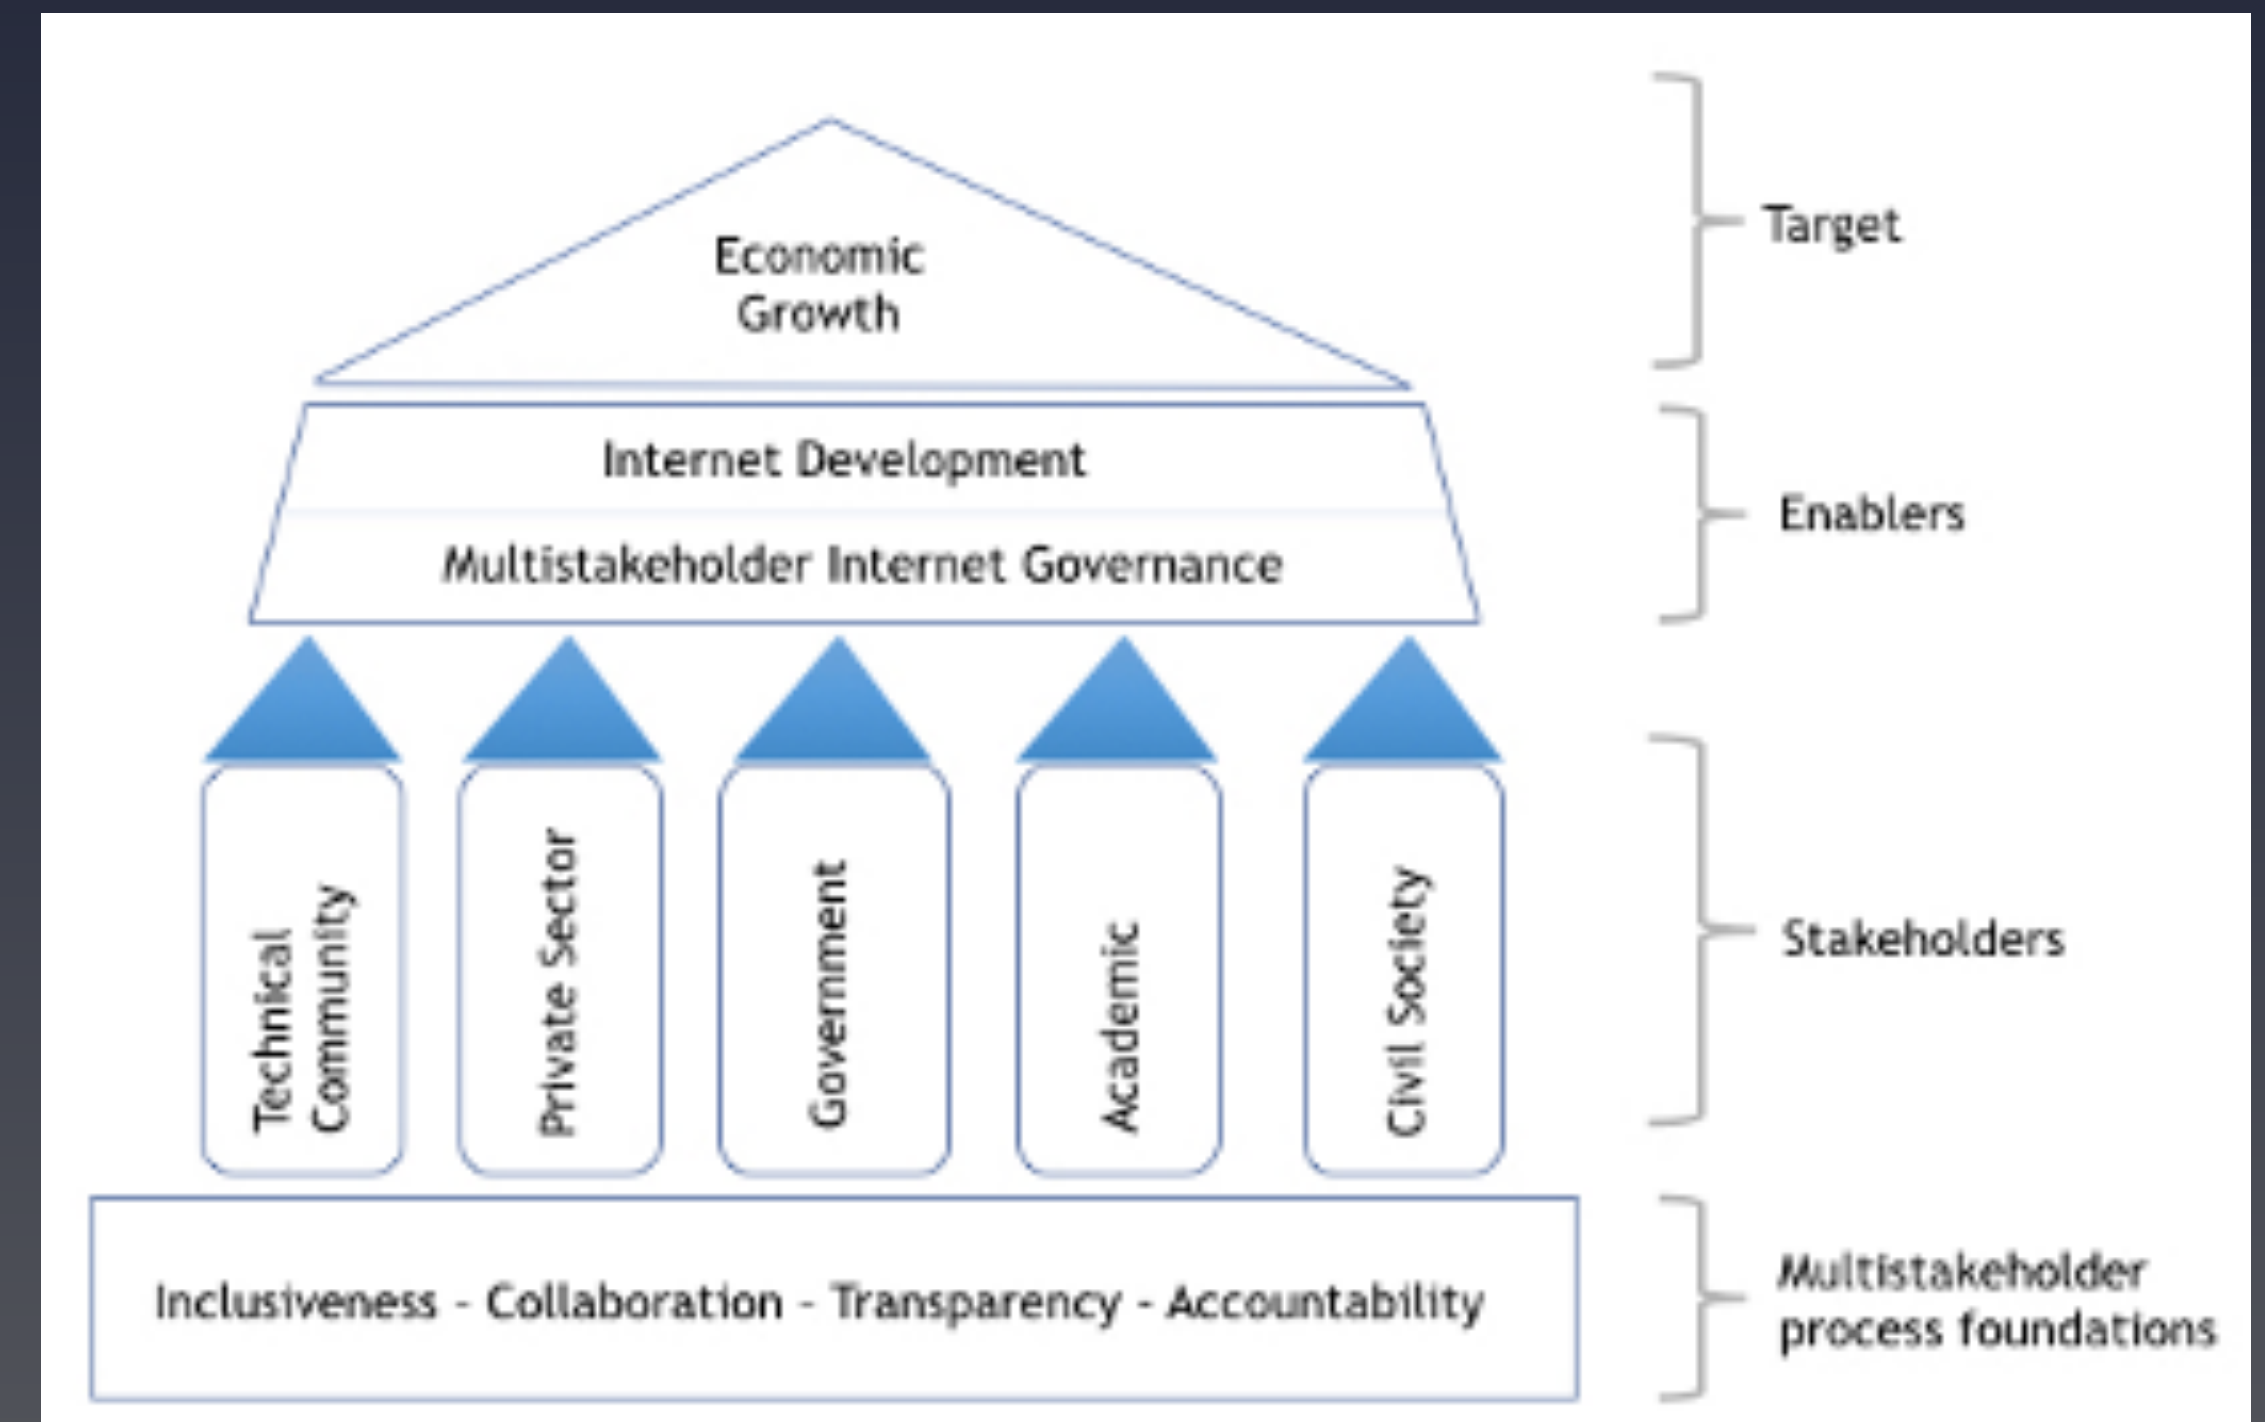 Economic
Growth
Target
Internet Development
Multistakeholder Internet Governance
Enablers
Technical
Community
Private Sector
Government
Academic
Civil Society
Stakeholders
Inclusiveness - Collaboration - Transparency - Accountability
Multistakeholder
process foundations